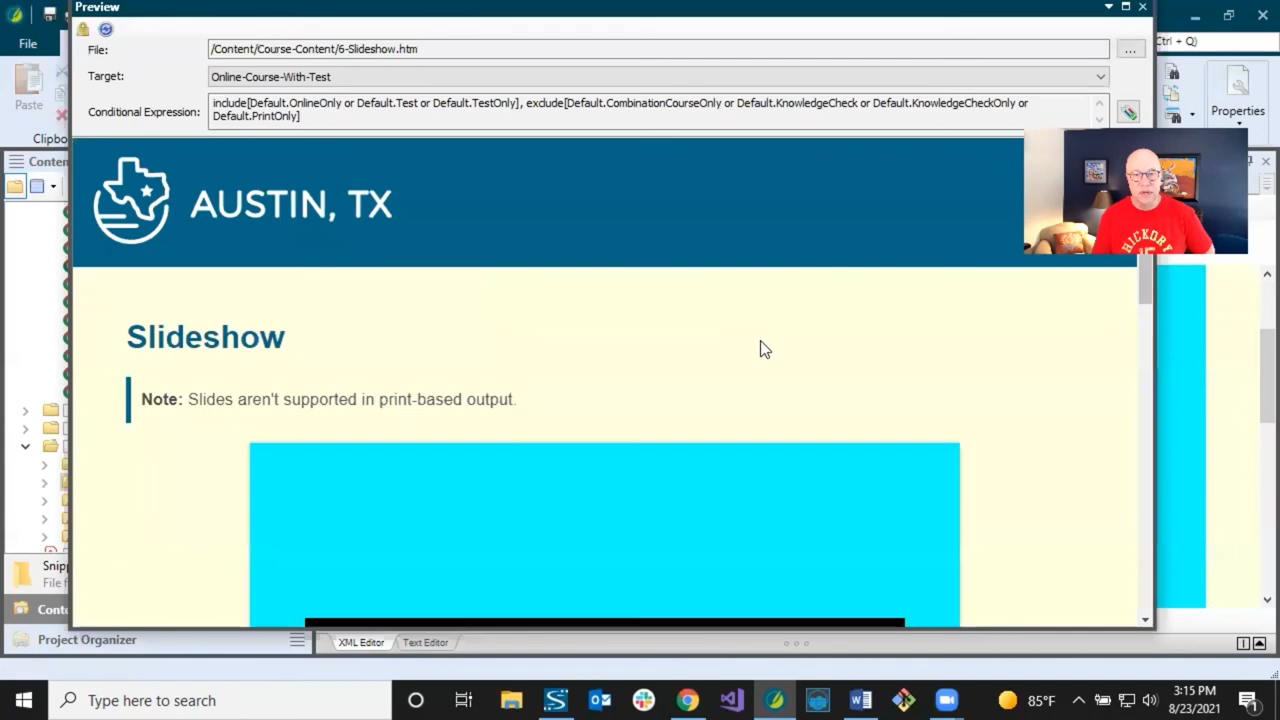 Preview
File
Ctrl + Q)
File:
/Content/Course-Content/6-Slideshow.htm
...
Target:
Online-Course-With-Test
Conditional Expression:
include[Default.OnlineOnly or Default.Test or Default.TestOnly], exclude[Default.CombinationCourseOnly or Default.KnowledgeCheck or Default.KnowledgeCheckOnly or
Default.PrintOnly]
Paste
Properties
Clipbo
Conten
AUSTIN, TX
HICKORY
Slideshow
Note: Slides aren't supported in print-based output.
Snipp
File f
Conte
Project Organizer
XML Editor
Text Editor
Type here to search
85°F
3:15 PM
8/23/2021
1